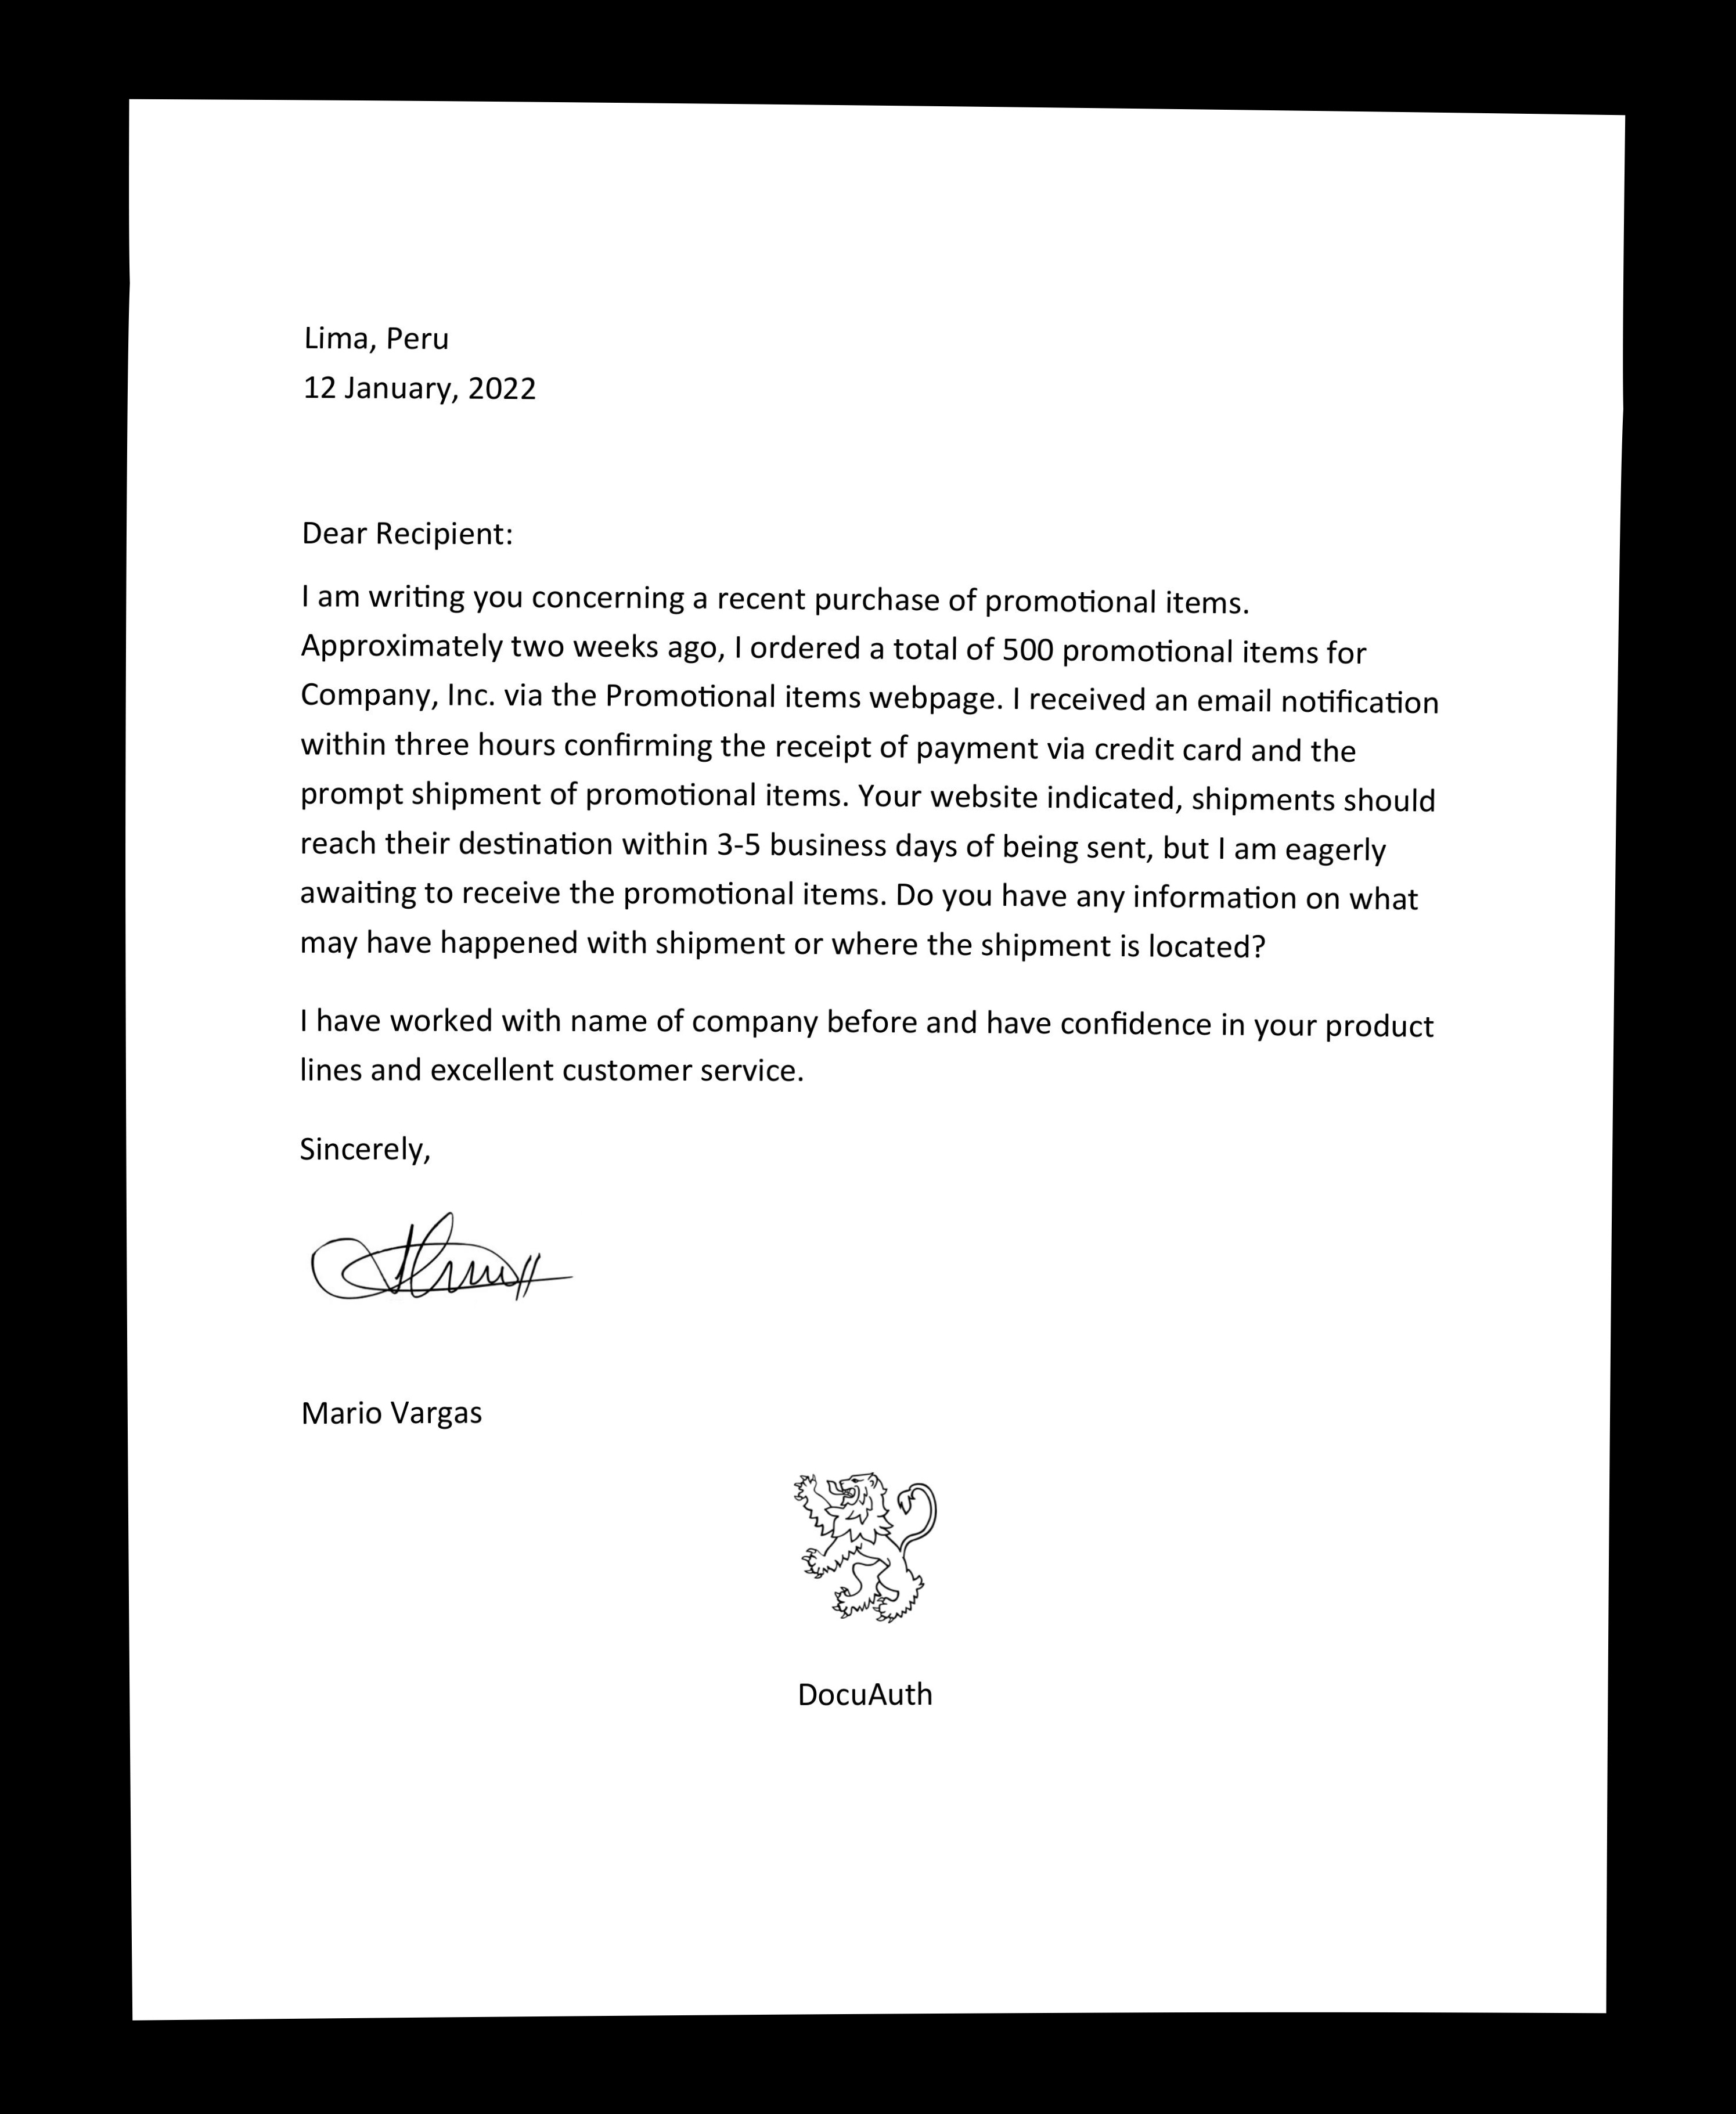 Lima, Peru
12 January, 2022
Dear Recipient:
I am writing you concerning a recent purchase of promotional items.
Approximately two weeks ago, I ordered a total of 500 promotional items for
Company, Inc. via the Promotional items webpage. I received an email notification
within three hours confirming the receipt of payment via credit card and the
prompt shipment of promotional items. Your website indicated, shipments should
reach their destination within 3-5 business days of being sent, but I am eagerly
awaiting to receive the promotional items. Do you have any information on what
may have happened with shipment or where the shipment is located?
I have worked with name of company before and have confidence in your product
lines and excellent customer service.
Sincerely,
Mario Vargas
DocuAuth